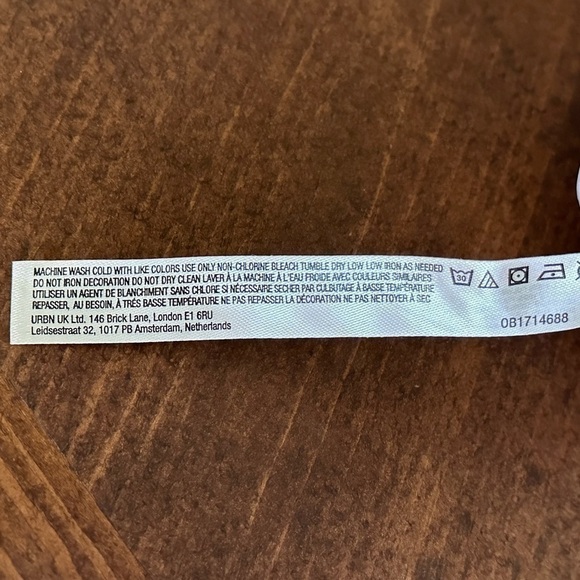 MACHINE WASH COLD WITH LIKE COLORS USE ONLY NON-CHLORINE BLEACH TUMBLE DRY LOW LOW IRON AS NEEDED
DO NOT IRON DECORATION DO NOT DRY CLEAN LAVER À LA MACHINE À L'EAU FROIDE AVEC COULEURS SIMILAIRES
UTILISER UN AGENT DE BLANCHIMENT SANS CHLORE SI NÉCESSAIRE SECHER PAR CULBUTAGE À BASSE TEMPÉRATURE
REPASSER, AU BESOIN, À TRÉS BASSE TEMPÉRATURE NE PAS REPASSER LA DÉCORATION NE PAS NETTOYER À SEC
URBN UK Ltd. 146 Brick Lane, London E1 6RU
Leidsestraat 32, 1017 PB Amsterdam, Netherlands
30
0B1714688